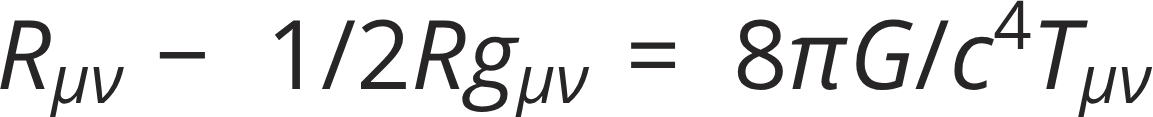 Rμν − 1/2Rgμν = 8πG/c⁴Tμν